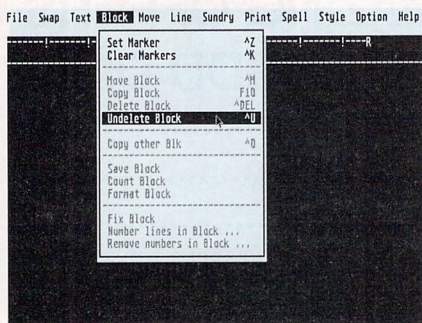 File Swap Text Block Move Line Sundry Print Spell Style Option Help
-----!-----!-----!-----!---R
Set Marker ^Z
Clear Markers ^K
Move Block ^M
Copy Block F10
Delete Block ^DEL
Undelete Block ^U
Copy other Blk ^O
Save Block
Count Block
Format Block
Fix Block
Number lines in Block ...
Remove numbers in Block ...